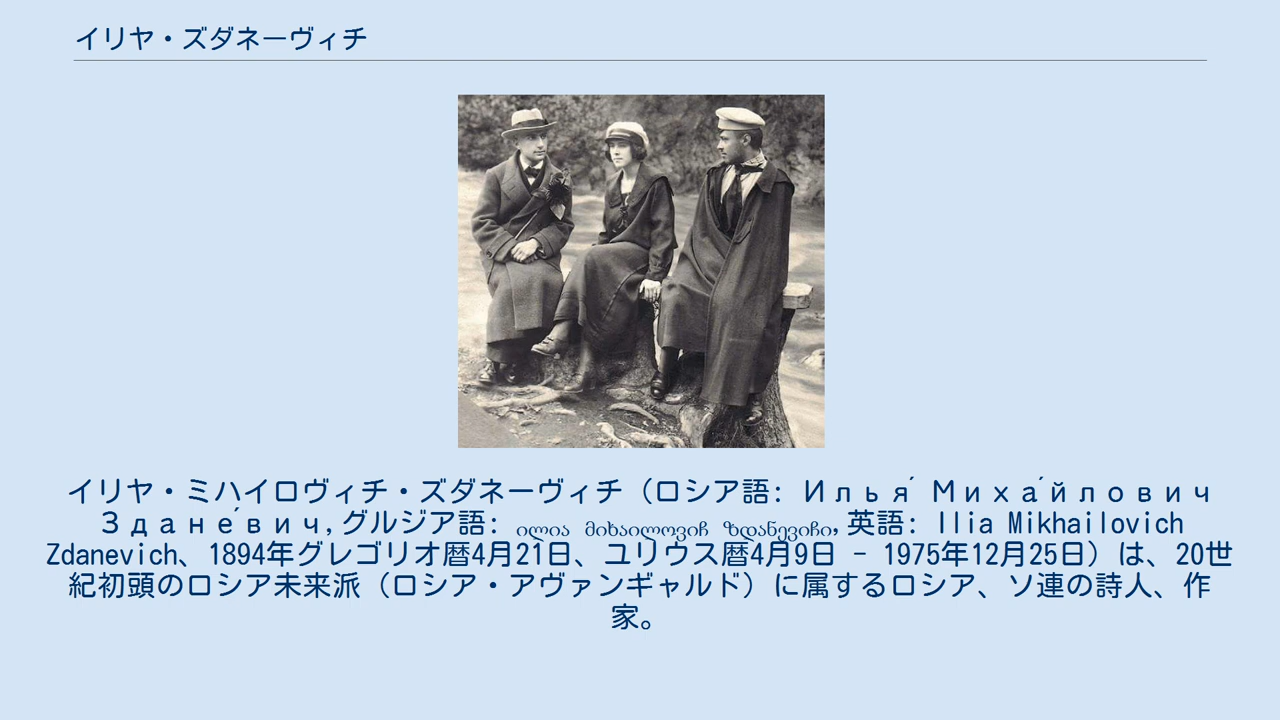 イリヤ・ズダネーヴィチ
イリヤ・ミハイロヴィチ・ズダネーヴィチ（ロシア語: Илья́ Миха́йлович
Здане́вич, グルジア語: ილია მიხაილოვიჩ ზდანევიჩი, 英語: Ilia Mikhailovich
Zdanevich、1894年グレゴリオ暦4月21日、ユリウス暦4月9日 - 1975年12月25日）は、20世
紀初頭のロシア未来派（ロシア・アヴァンギャルド）に属するロシア、ソ連の詩人、作
家。